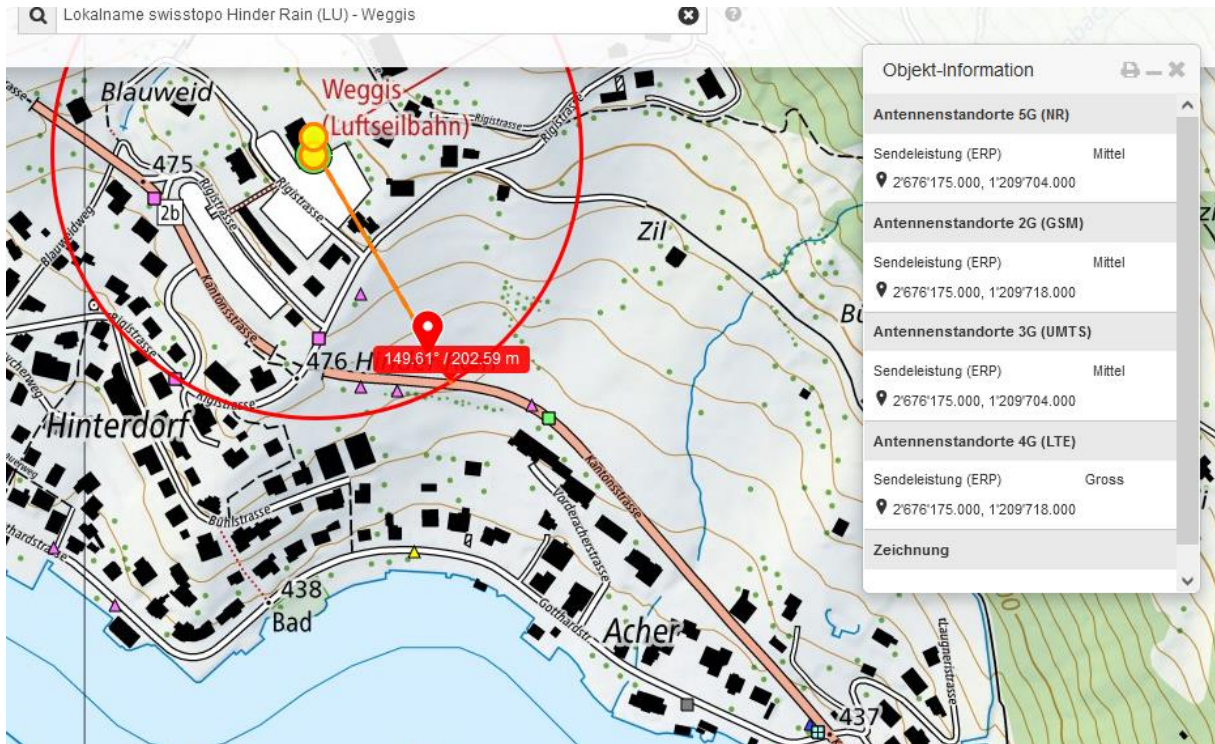 Lokalname swisstopo Hinder Rain (LU) - Weggis
Objekt-Information
Antennenstandorte 5G (NR)
Sendeleistung (ERP) Mittel
2'676'175.000, 1'209'704.000
Antennenstandorte 2G (GSM)
Sendeleistung (ERP) Mittel
2'676'175.000, 1'209'718.000
Antennenstandorte 3G (UMTS)
Sendeleistung (ERP) Mittel
2'676'175.000, 1'209'704.000
Antennenstandorte 4G (LTE)
Sendeleistung (ERP) Gross
2'676'175.000, 1'209'718.000
Zeichnung
Blauweid
Weggis
(Luftseilbahn)
Rigistrasse
Rigistrasse
475
2b
Rigistrasse
Rigistrasse
Blauweidweg
Kantonsstrasse
Zil
Rigistrasse
476
149.61° / 202.59 m
Rigistrasse
Hinterdorf
Kantonsstrasse
Bühlstrasse
Vorderacherstrasse
438
Bad
Gotthardstr.
Acher
437